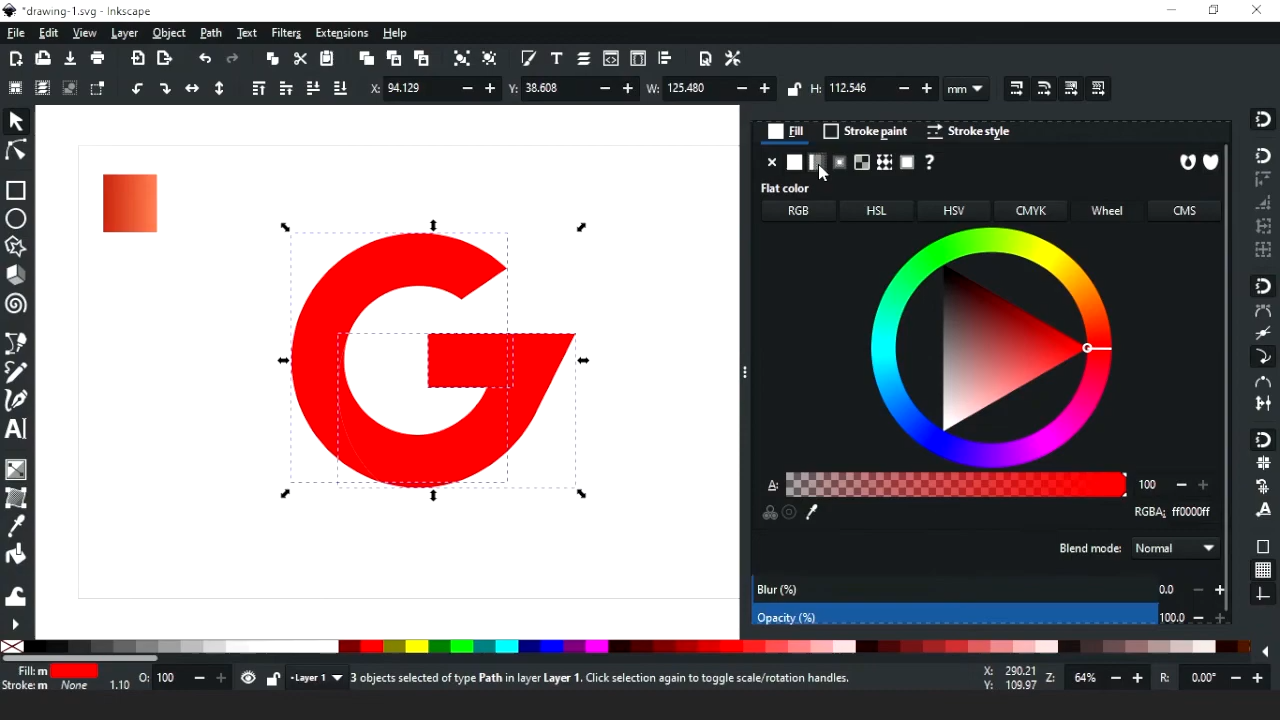 *drawing-1.svg - Inkscape
File Edit View Layer Object Path Text Filters Extensions Help
X: 94.129 Y: 38.608 W: 125.480 H: 112.546 mm
Fill Stroke paint Stroke style
?
Flat color
RGB HSL HSV CMYK Wheel CMS
A: 100
RGBA: ff0000ff
Blend mode: Normal
Blur (%) 0.0
Opacity (%) 100.0
Fill: m
Stroke: m None 1.10
O: 100
•Layer 1
3 objects selected of type Path in layer Layer 1. Click selection again to toggle scale/rotation handles.
X: 290.21
Y: 109.97
Z: 64%
R: 0.00°